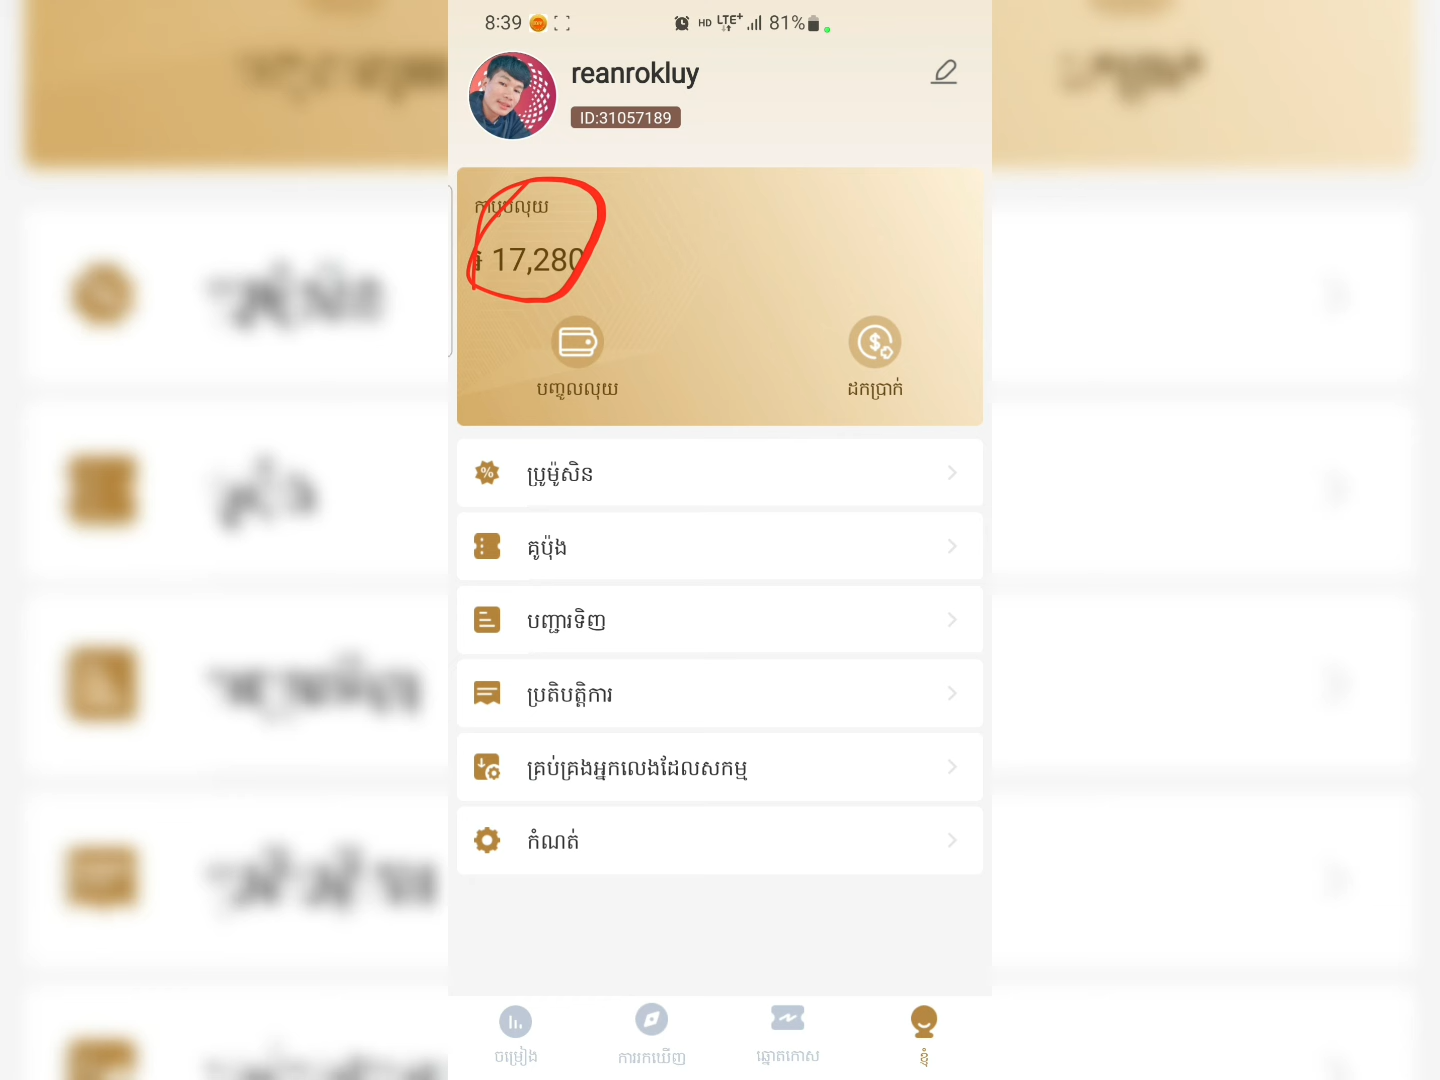 8:39 HD LTE+ 81%
reanrokluy
ID:31057189
កាបូបលុយ
៛ 17,280
បញ្ចូលលុយ ដកប្រាក់
ប្រូម៉ូសិន
គូប៉ុង
បញ្ជារទិញ
ប្រតិបត្តិការ
គ្រប់គ្រងអ្នកលេងដែលសកម្ម
កំណត់
ចម្រៀង ការរកឃើញ ឆ្នោតកោស ខ្ញុំ